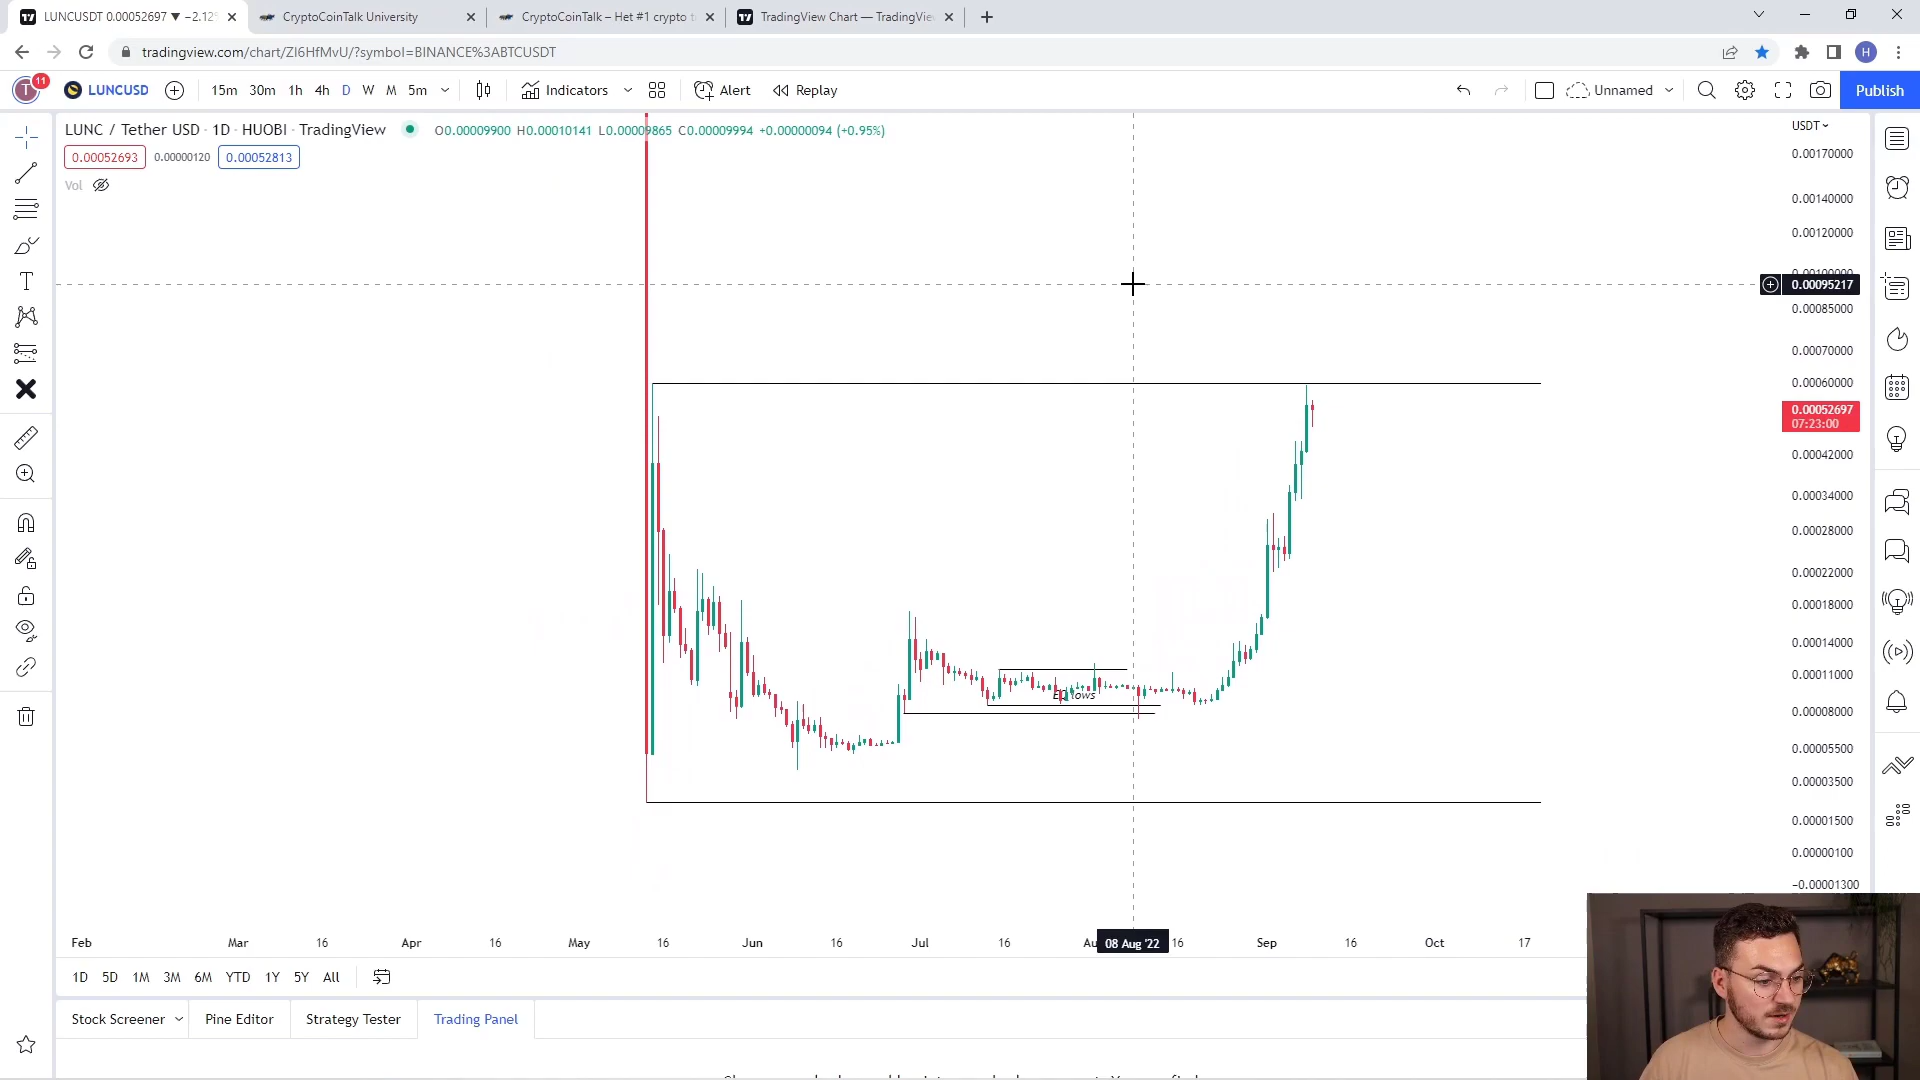 LUNCUSDT 0.00052697 ▼ −2.12
CryptoCoinTalk University
CryptoCoinTalk – Het #1 crypto
TradingView Chart — TradingVie
tradingview.com/chart/ZI6HfMvU/?symbol=BINANCE%3ABTCUSDT
H
T 11
LUNCUSD
15m 30m 1h 4h D W M 5m
Indicators
Alert
Replay
Unnamed
Publish
LUNC / Tether USD · 1D · HUOBI · TradingView
O0.00009900 H0.00010141 L0.00009865 C0.00009994 +0.00000094 (+0.95%)
USDT
0.00052693 0.00000120 0.00052813
Vol
0.00170000
0.00140000
0.00120000
0.00100000
0.00095217
0.00085000
0.00070000
0.00060000
0.00052697
07:23:00
0.00042000
0.00034000
0.00028000
0.00022000
0.00018000
0.00014000
0.00011000
lows
0.00008000
0.00005500
0.00003500
0.00001500
0.00000100
−0.00001300
Feb Mar 16 Apr 16 May 16 Jun 16 Jul 16 08 Aug '22 16 Sep 16 Oct 17
1D 5D 1M 3M 6M YTD 1Y 5Y All
Stock Screener Pine Editor Strategy Tester Trading Panel